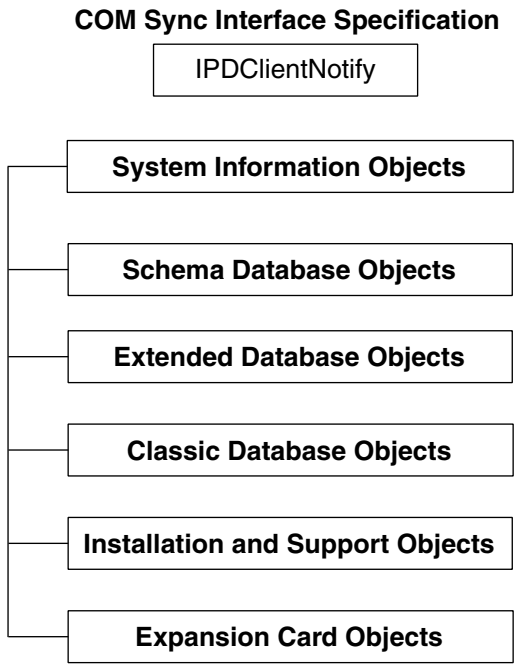 COM Sync Interface Specification
IPDClientNotify
System Information Objects
Schema Database Objects
Extended Database Objects
Classic Database Objects
Installation and Support Objects
Expansion Card Objects